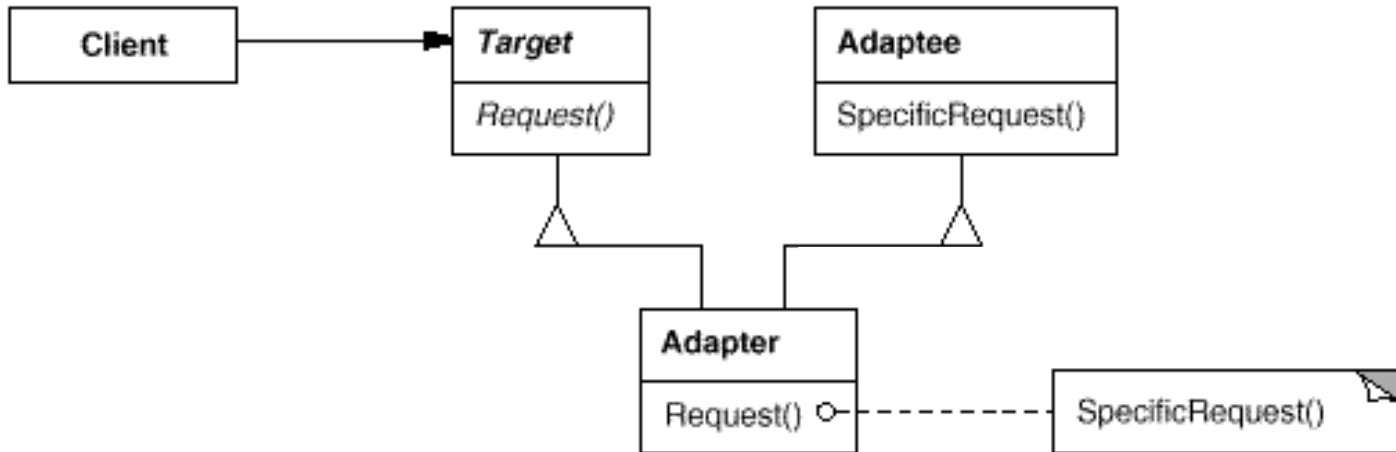 Client
Target
Request()
Adaptee
SpecificRequest()
Adapter
Request()
SpecificRequest()